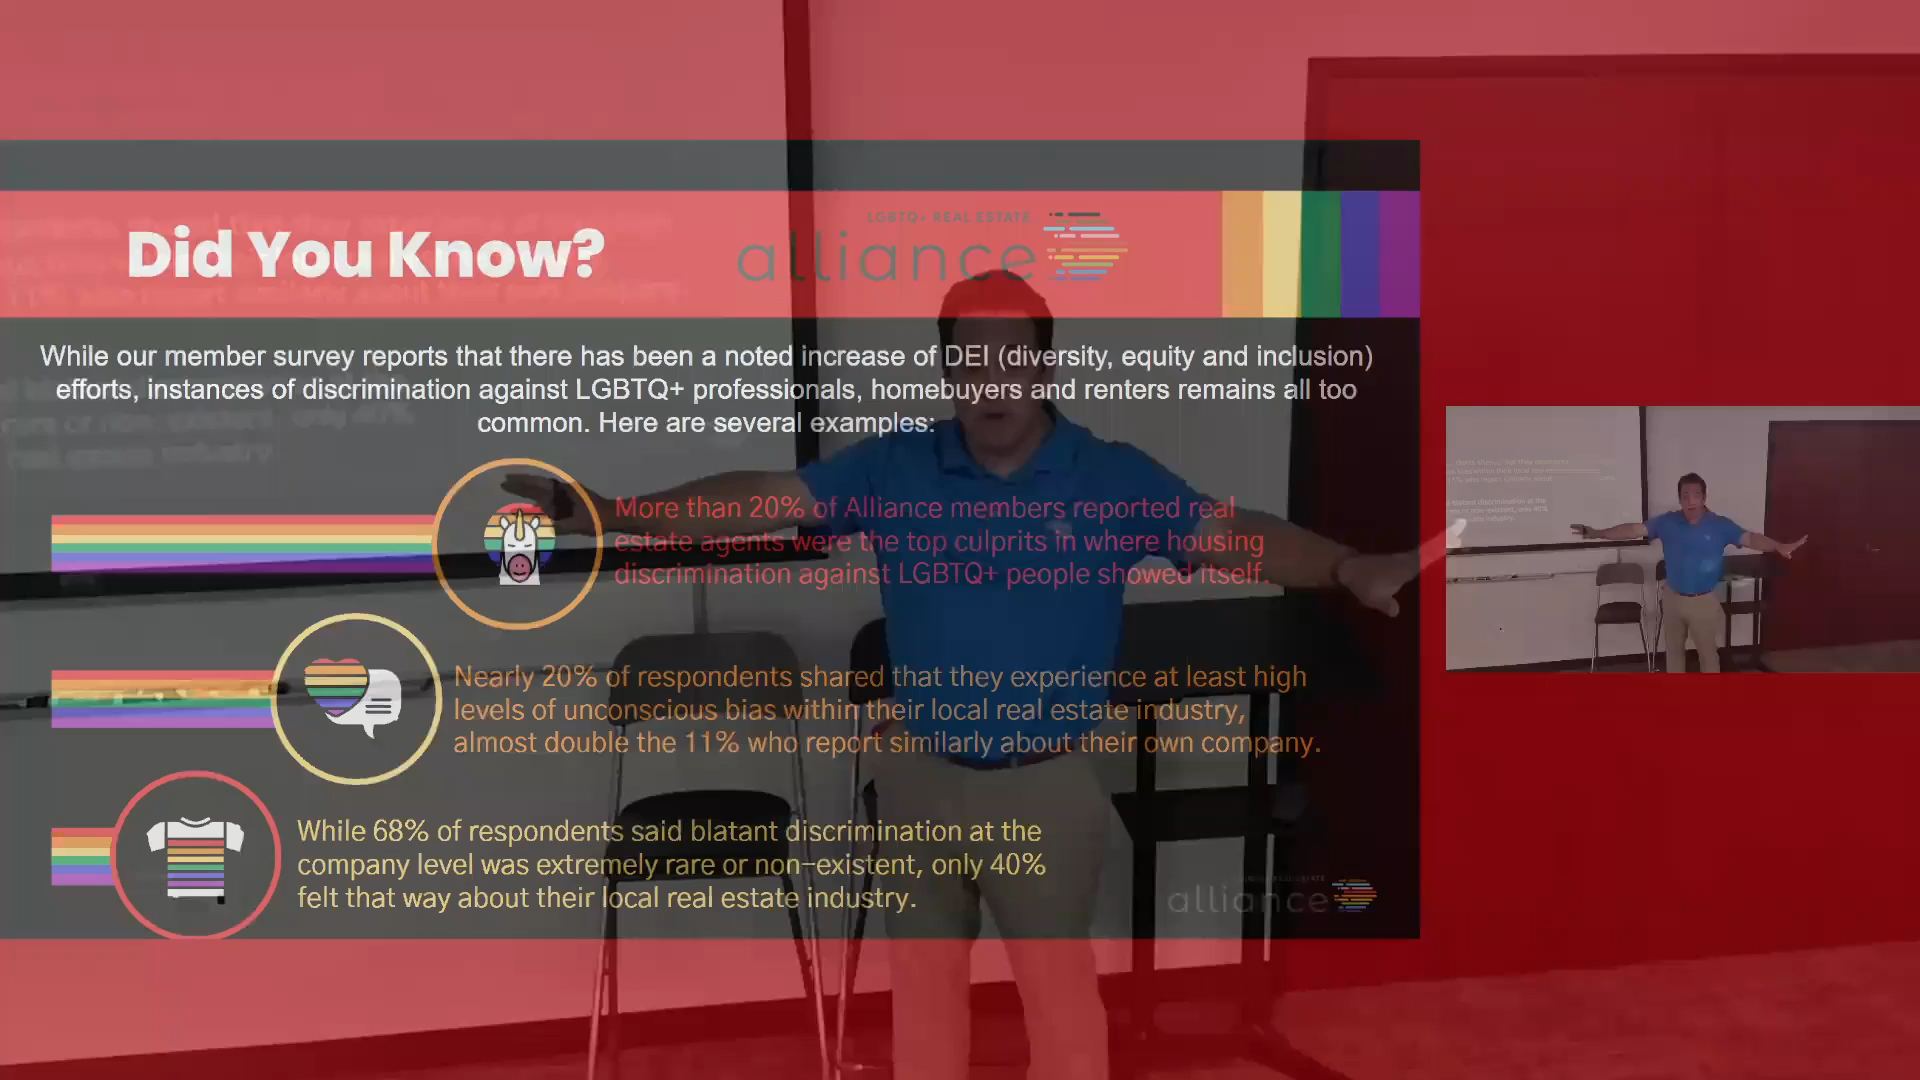 LGBTQ+ REAL ESTATE
Did You Know?
alliance
While our member survey reports that there has been a noted increase of DEI (diversity, equity and inclusion)
efforts, instances of discrimination against LGBTQ+ professionals, homebuyers and renters remains all too
common. Here are several examples:
More than 20% of Alliance members reported real
estate agents were the top culprits in where housing
discrimination against LGBTQ+ people showed itself.
Nearly 20% of respondents shared that they experience at least high
levels of unconscious bias within their local real estate industry,
almost double the 11% who report similarly about their own company.
While 68% of respondents said blatant discrimination at the
company level was extremely rare or non-existent, only 40%
felt that way about their local real estate industry.
alliance